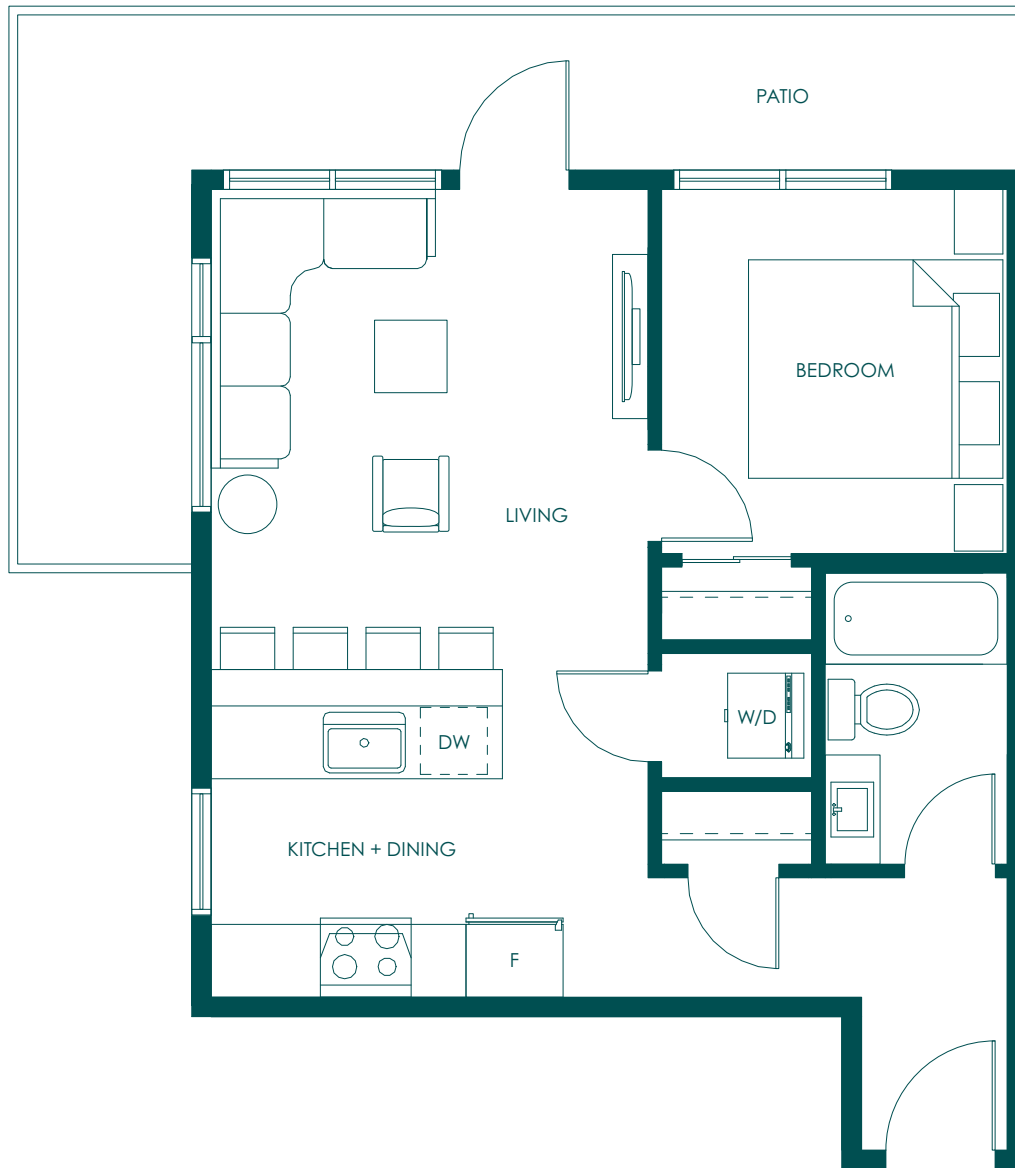 PATIO
BEDROOM
LIVING
W/D
DW
KITCHEN + DINING
F